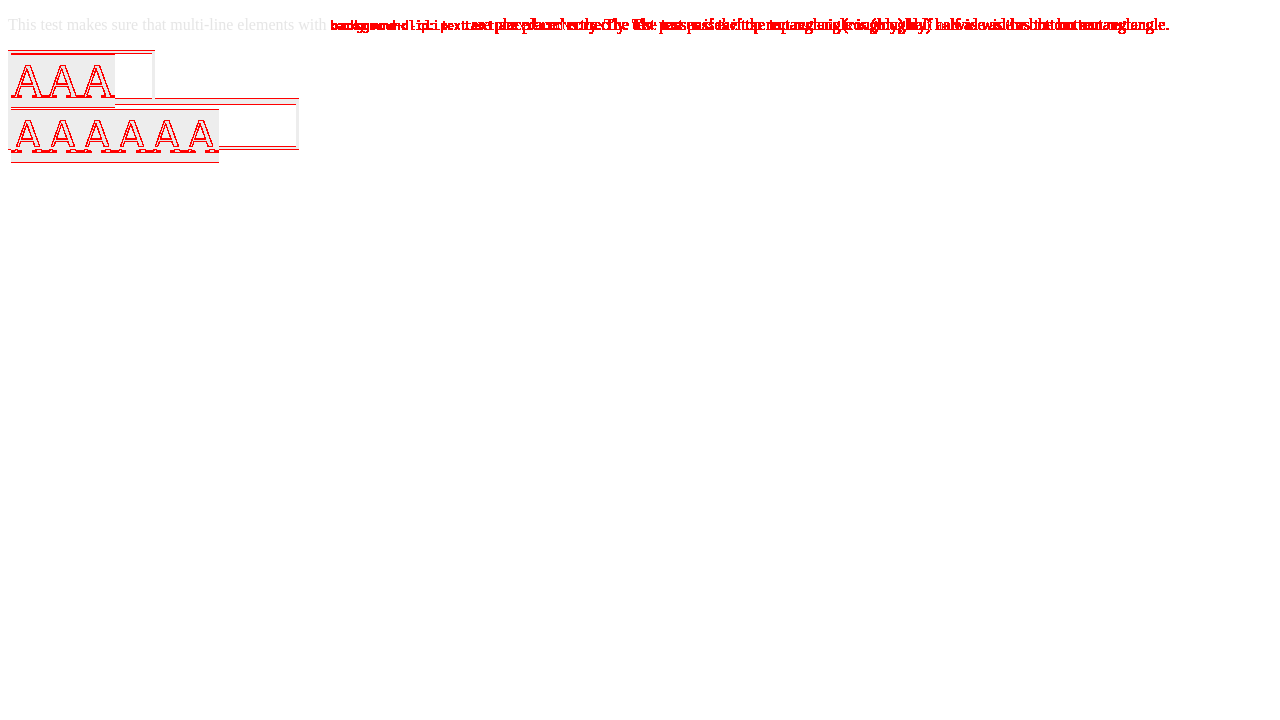 This test makes sure that multi-line elements with background-clip: text are placed correctly. The test passes if the top rectangle is (roughly) half as wide as the bottom rectangle.
AAA
AAAAAA